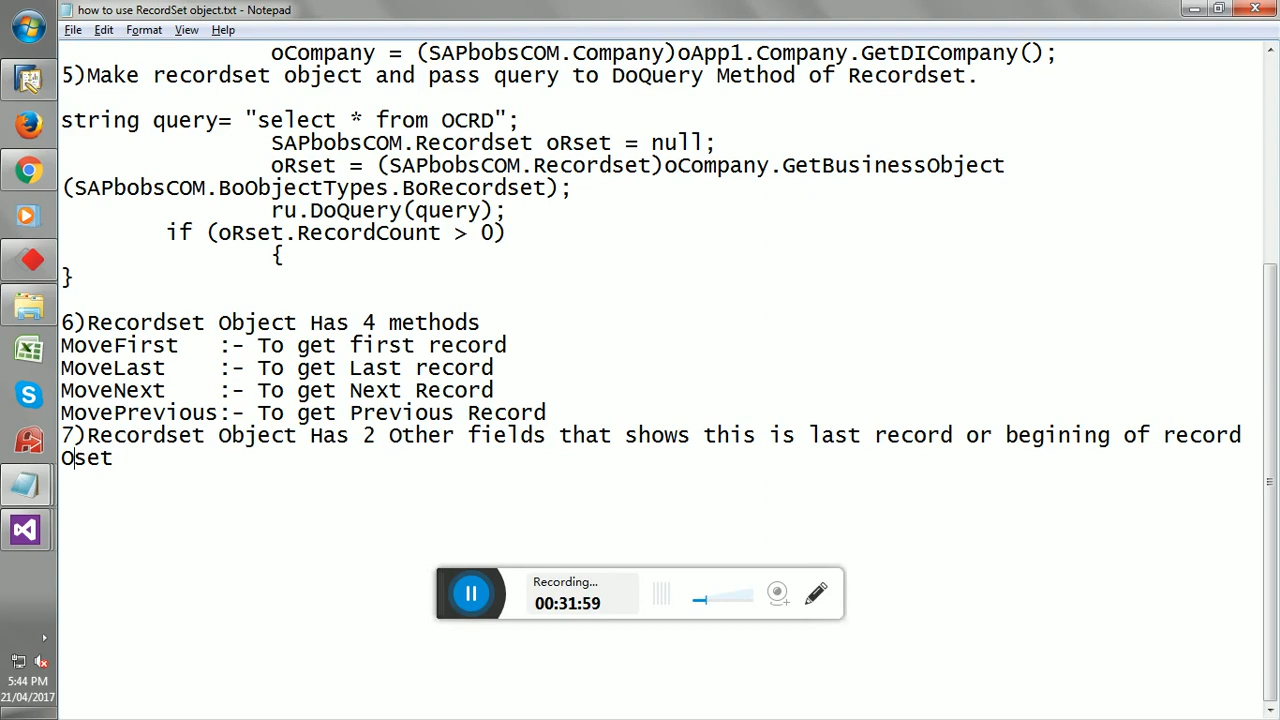 how to use RecordSet object.txt - Notepad
File Edit Format View Help
oCompany = (SAPbobsCOM.Company)oApp1.Company.GetDICompany();
5)Make recordset object and pass query to DoQuery Method of Recordset.
string query= "select * from OCRD";
SAPbobsCOM.Recordset oRset = null;
oRset = (SAPbobsCOM.Recordset)oCompany.GetBusinessObject
(SAPbobsCOM.BoObjectTypes.BoRecordset);
ru.DoQuery(query);
if (oRset.RecordCount > 0)
{
}
6)Recordset Object Has 4 methods
MoveFirst :- To get first record
MoveLast :- To get Last record
MoveNext :- To get Next Record
MovePrevious:- To get Previous Record
7)Recordset Object Has 2 Other fields that shows this is last record or begining of record
Oset
Recording...
00:31:59
5:44 PM
21/04/2017